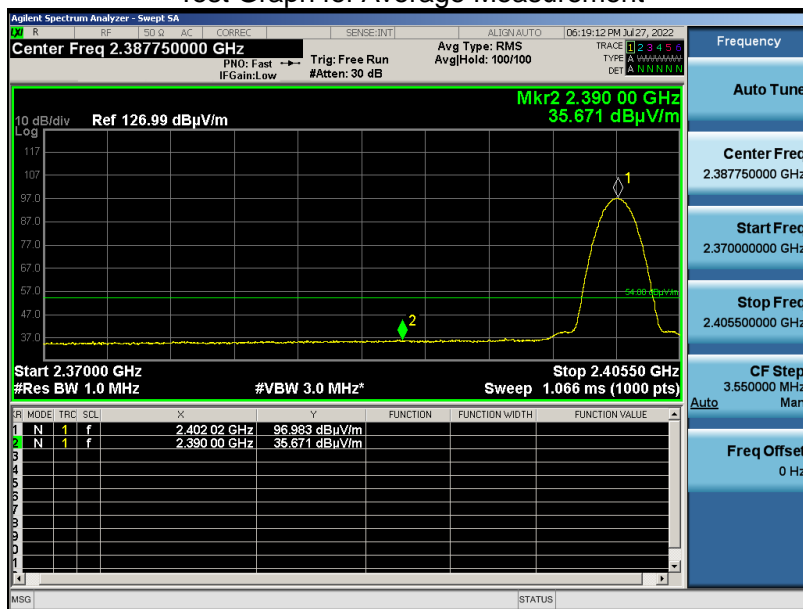 Test Graph for Average Measurement
Agilent Spectrum Analyzer - Swept SA
LXI R RF 50 Ω AC CORREC SENSE:INT ALIGN AUTO 06:19:12 PM Jul 27, 2022
Center Freq 2.387750000 GHz
PNO: Fast
IFGain:Low
Trig: Free Run
#Atten: 30 dB
Avg Type: RMS
Avg|Hold: 100/100
TRACE 1 2 3 4 5 6
TYPE A WWWWW
DET A N N N N N
Mkr2 2.390 00 GHz
35.671 dBµV/m
10 dB/div Ref 126.99 dBµV/m
Log
117
107
97.0
87.0
77.0
67.0
57.0
47.0
37.0
1
54.00 dBµV/m
2
Start 2.37000 GHz Stop 2.40550 GHz
#Res BW 1.0 MHz #VBW 3.0 MHz* Sweep 1.066 ms (1000 pts)
MODE TRC SCL X Y FUNCTION FUNCTION WIDTH FUNCTION VALUE
1 N 1 f 2.402 02 GHz 96.983 dBµV/m
2 N 1 f 2.390 00 GHz 35.671 dBµV/m
3
4
5
6
7
8
9
0
1
MSG STATUS
Frequency
Auto Tune
Center Freq
2.387750000 GHz
Start Freq
2.370000000 GHz
Stop Freq
2.405500000 GHz
CF Step
3.550000 MHz
Auto Man
Freq Offset
0 Hz